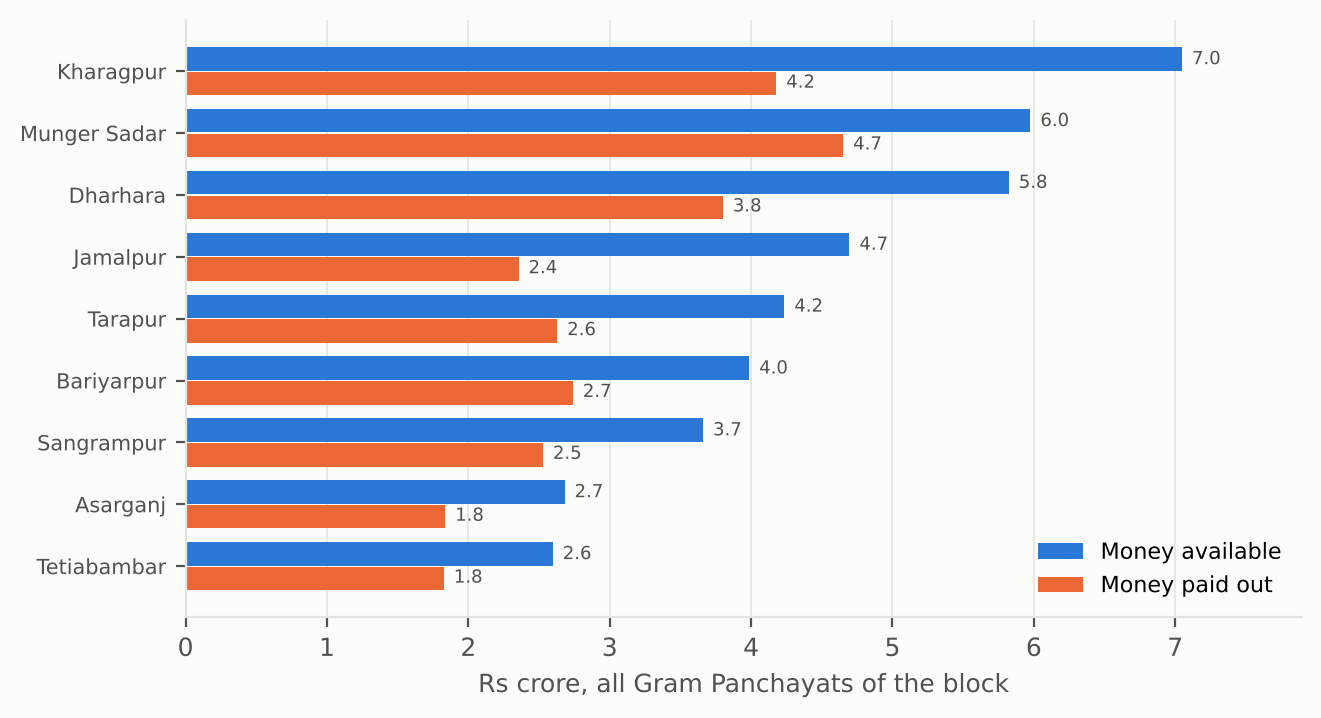 Kharagpur 7.0
4.2
Munger Sadar 6.0
4.7
Dharhara 5.8
3.8
Jamalpur 4.7
2.4
Tarapur 4.2
2.6
Bariyarpur 4.0
2.7
Sangrampur 3.7
2.5
Asarganj 2.7
1.8
Tetiabambar 2.6
1.8
Money available
Money paid out
0 1 2 3 4 5 6 7
Rs crore, all Gram Panchayats of the block